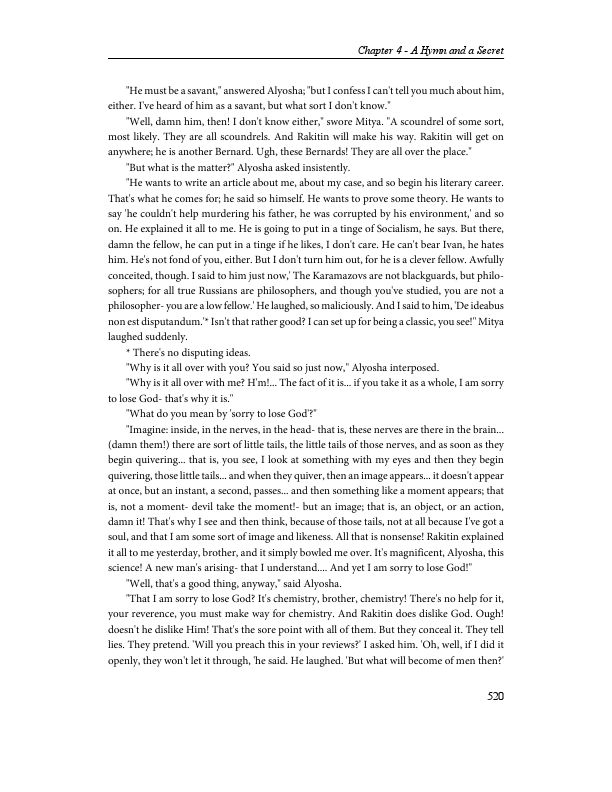 Chapter 4 - A Hymn and a Secret
"He must be a savant," answered Alyosha; "but I confess I can't tell you much about him,
either. I've heard of him as a savant, but what sort I don't know."
"Well, damn him, then! I don't know either," swore Mitya. "A scoundrel of some sort,
most likely. They are all scoundrels. And Rakitin will make his way. Rakitin will get on
anywhere; he is another Bernard. Ugh, these Bernards! They are all over the place."
"But what is the matter?" Alyosha asked insistently.
"He wants to write an article about me, about my case, and so begin his literary career.
That's what he comes for; he said so himself. He wants to prove some theory. He wants to
say 'he couldn't help murdering his father, he was corrupted by his environment,' and so
on. He explained it all to me. He is going to put in a tinge of Socialism, he says. But there,
damn the fellow, he can put in a tinge if he likes, I don't care. He can't bear Ivan, he hates
him. He's not fond of you, either. But I don't turn him out, for he is a clever fellow. Awfully
conceited, though. I said to him just now,' The Karamazovs are not blackguards, but philo-
sophers; for all true Russians are philosophers, and though you've studied, you are not a
philosopher- you are a low fellow.' He laughed, so maliciously. And I said to him, 'De ideabus
non est disputandum.'* Isn't that rather good? I can set up for being a classic, you see!" Mitya
laughed suddenly.
* There's no disputing ideas.
"Why is it all over with you? You said so just now," Alyosha interposed.
"Why is it all over with me? H'm!... The fact of it is... if you take it as a whole, I am sorry
to lose God- that's why it is."
"What do you mean by 'sorry to lose God'?"
"Imagine: inside, in the nerves, in the head- that is, these nerves are there in the brain...
(damn them!) there are sort of little tails, the little tails of those nerves, and as soon as they
begin quivering... that is, you see, I look at something with my eyes and then they begin
quivering, those little tails... and when they quiver, then an image appears... it doesn't appear
at once, but an instant, a second, passes... and then something like a moment appears; that
is, not a moment- devil take the moment!- but an image; that is, an object, or an action,
damn it! That's why I see and then think, because of those tails, not at all because I've got a
soul, and that I am some sort of image and likeness. All that is nonsense! Rakitin explained
it all to me yesterday, brother, and it simply bowled me over. It's magnificent, Alyosha, this
science! A new man's arising- that I understand.... And yet I am sorry to lose God!"
"Well, that's a good thing, anyway," said Alyosha.
"That I am sorry to lose God? It's chemistry, brother, chemistry! There's no help for it,
your reverence, you must make way for chemistry. And Rakitin does dislike God. Ough!
doesn't he dislike Him! That's the sore point with all of them. But they conceal it. They tell
lies. They pretend. 'Will you preach this in your reviews?' I asked him. 'Oh, well, if I did it
openly, they won't let it through, 'he said. He laughed. 'But what will become of men then?'
520